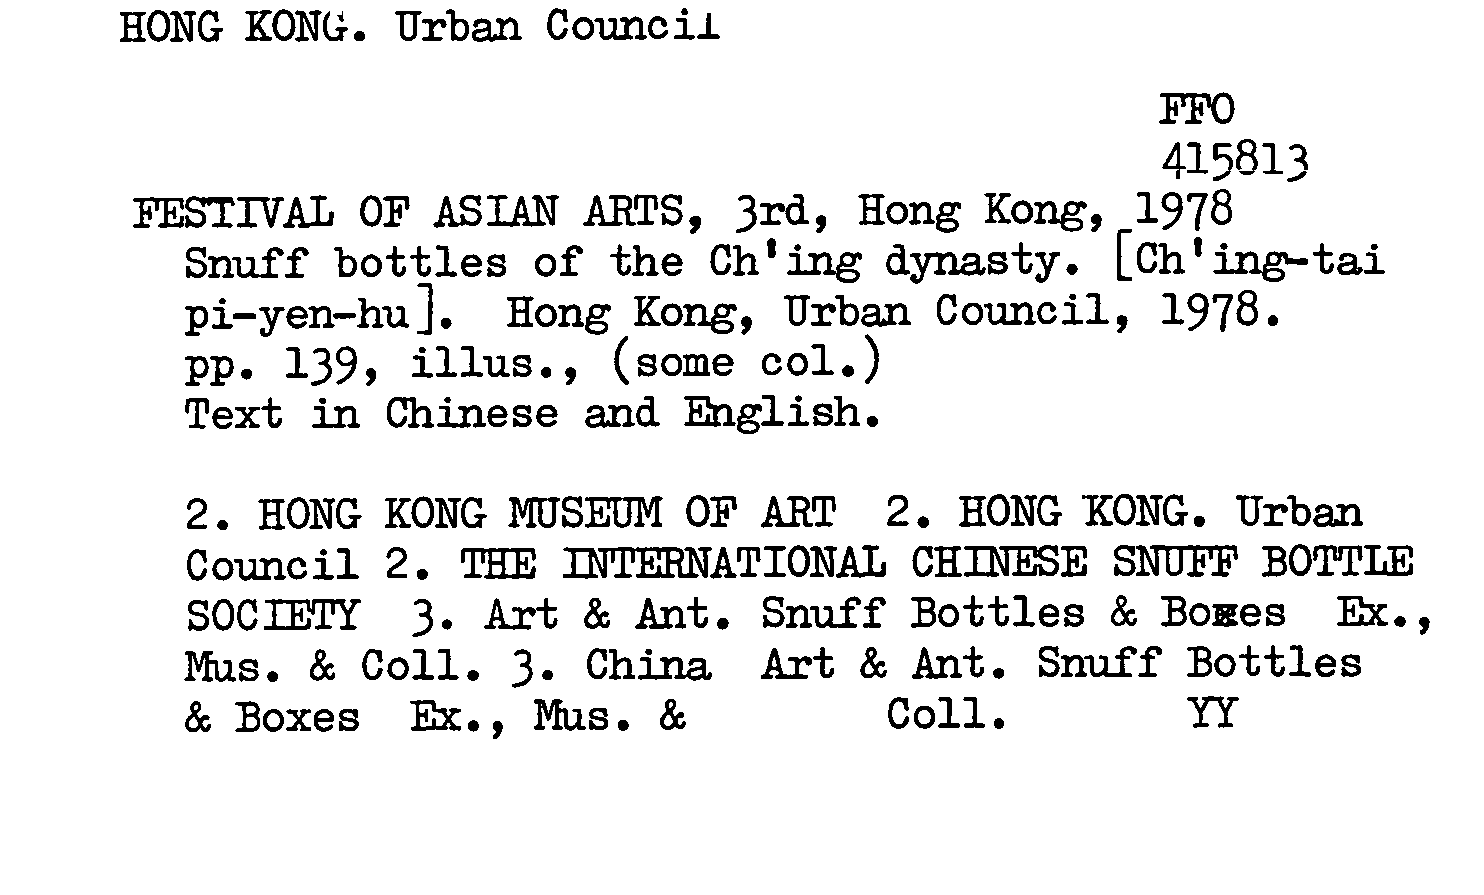 HONG KONG. Urban Council
FFO
415813
FESTIVAL OF ASIAN ARTS, 3rd, Hong Kong, 1978
Snuff bottles of the Ch'ing dynasty. [Ch'ing-tai
pi-yen-hu]. Hong Kong, Urban Council, 1978.
pp. 139, illus., (some col.)
Text in Chinese and English.
2. HONG KONG MUSEUM OF ART 2. HONG KONG. Urban
Council 2. THE INTERNATIONAL CHINESE SNUFF BOTTLE
SOCIETY 3. Art & Ant. Snuff Bottles & Boxes Ex.,
Mus. & Coll. 3. China Art & Ant. Snuff Bottles
& Boxes Ex., Mus. & Coll. YY